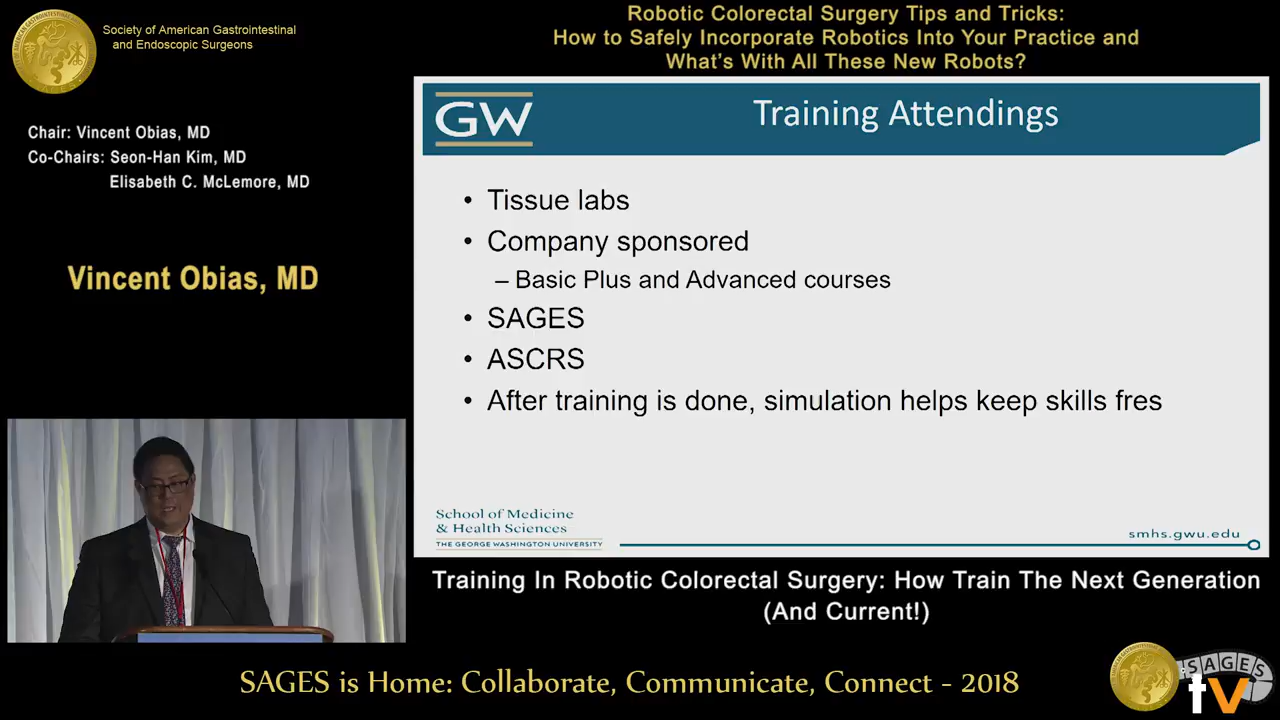 Society of American Gastrointestinal
and Endoscopic Surgeons
Robotic Colorectal Surgery Tips and Tricks:
How to Safely Incorporate Robotics Into Your Practice and
What's With All These New Robots?
Chair: Vincent Obias, MD
Co-Chairs: Seon-Han Kim, MD
Elisabeth C. McLemore, MD
Vincent Obias, MD
GW
Training Attendings
• Tissue labs
• Company sponsored
– Basic Plus and Advanced courses
• SAGES
• ASCRS
• After training is done, simulation helps keep skills fres
School of Medicine
& Health Sciences
THE GEORGE WASHINGTON UNIVERSITY
smhs.gwu.edu
Training In Robotic Colorectal Surgery: How Train The Next Generation
(And Current!)
SAGES is Home: Collaborate, Communicate, Connect - 2018
SAGES
tv